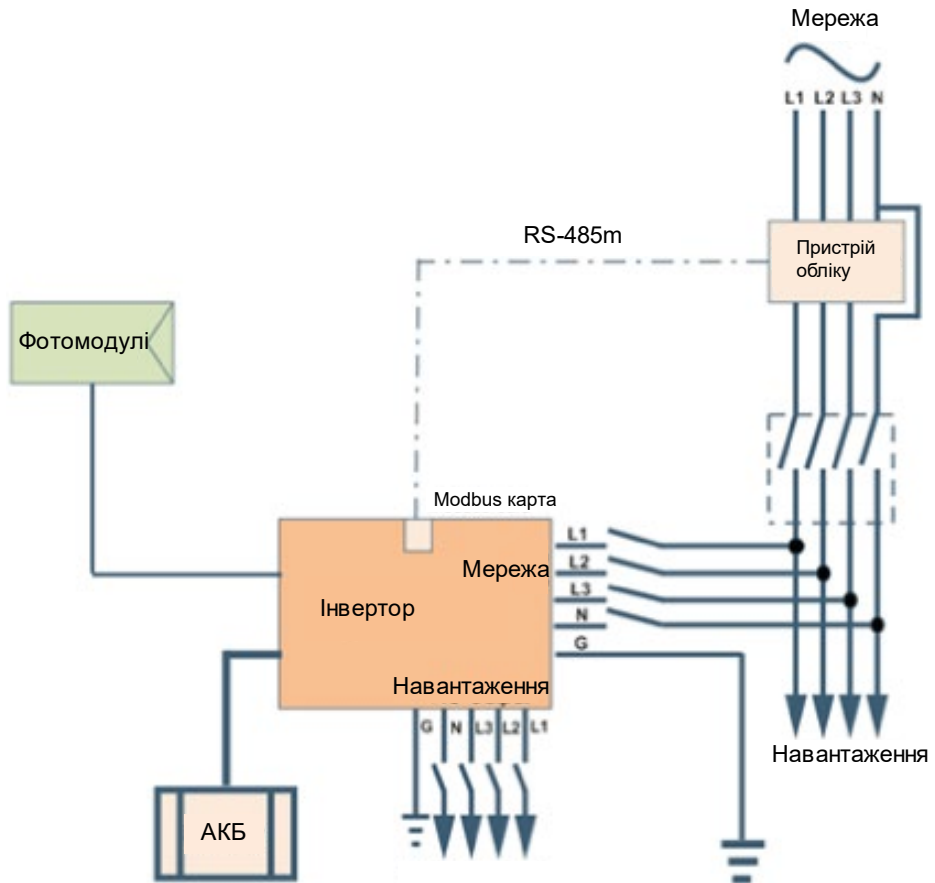 Мережа
L1 L2 L3 N
RS-485m
Пристрій
обліку
Фотомодулі
Modbus карта
L1
Мережа
L2
Інвертор
L3
N
G
Навантаження
G N L3 L2 L1
Навантаження
АКБ